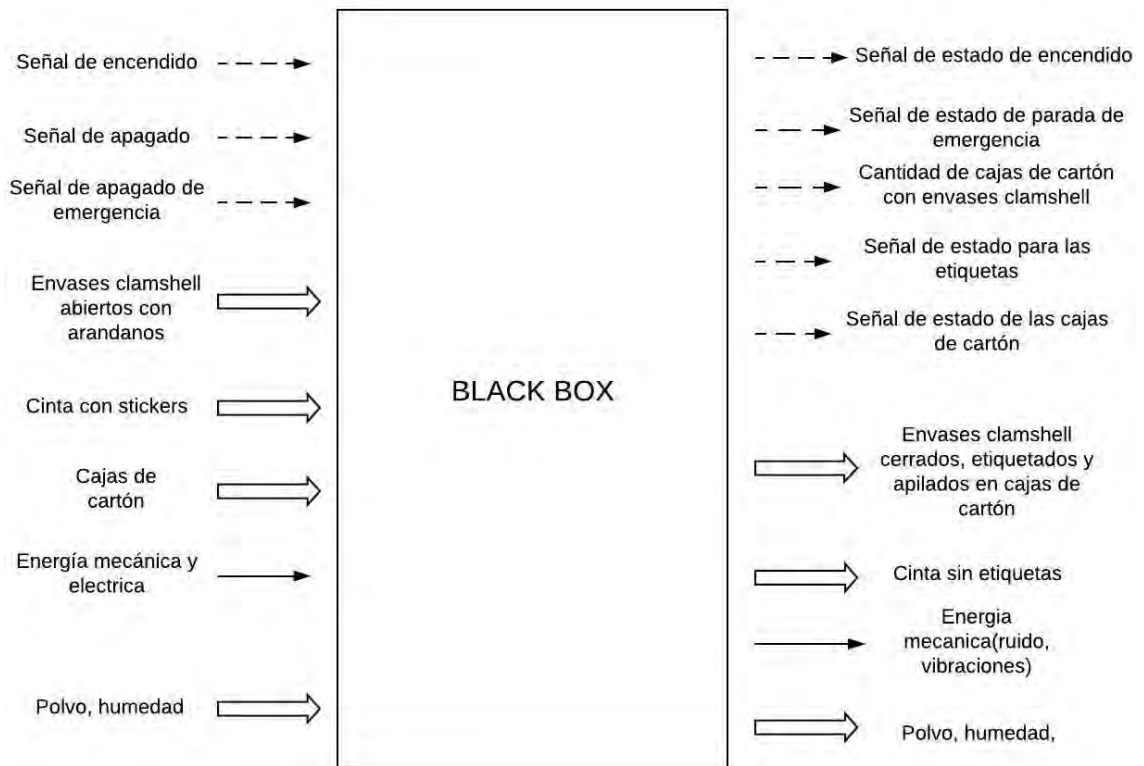 Señal de encendido
Señal de apagado
Señal de apagado de
emergencia
Envases clamshell
abiertos con
arandanos
Cinta con stickers
Cajas de
cartón
Energía mecánica y
electrica
Polvo, humedad
BLACK BOX
Señal de estado de encendido
Señal de estado de parada de
emergencia
Cantidad de cajas de cartón
con envases clamshell
Señal de estado para las
etiquetas
Señal de estado de las cajas
de cartón
Envases clamshell
cerrados, etiquetados y
apilados en cajas de
cartón
Cinta sin etiquetas
Energia
mecanica(ruido,
vibraciones)
Polvo, humedad,